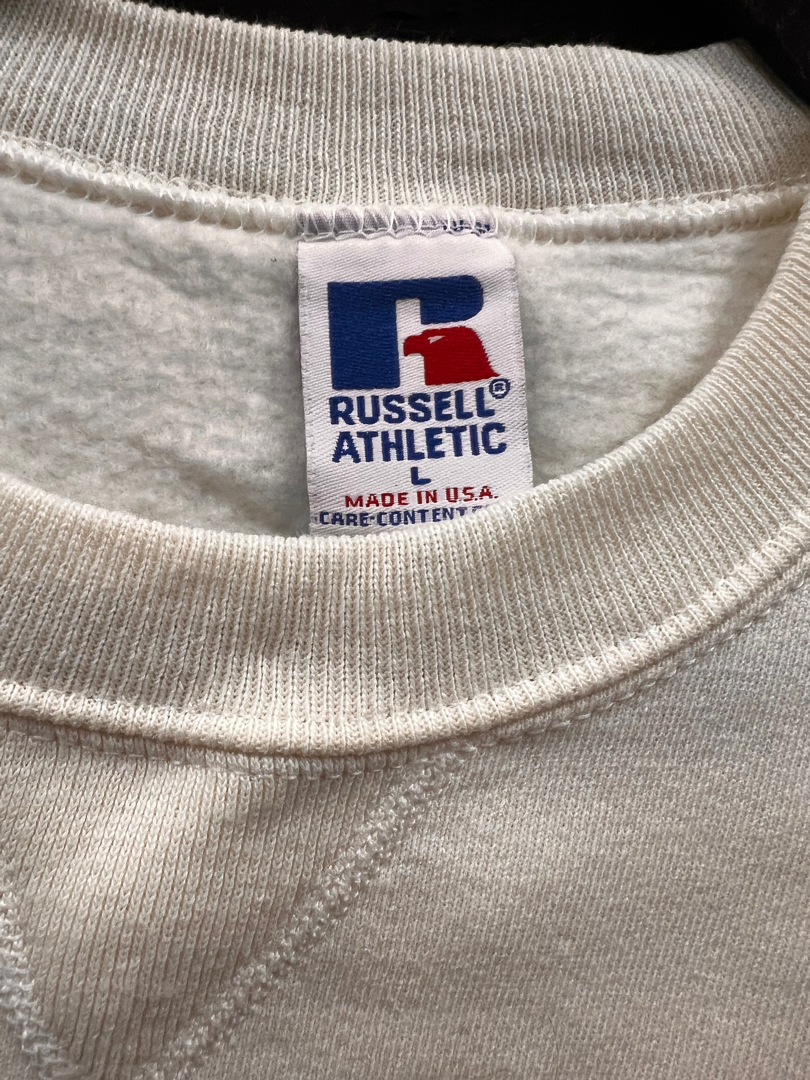 RUSSELL®
ATHLETIC
L
MADE IN U.S.A.
CARE-CONTENT